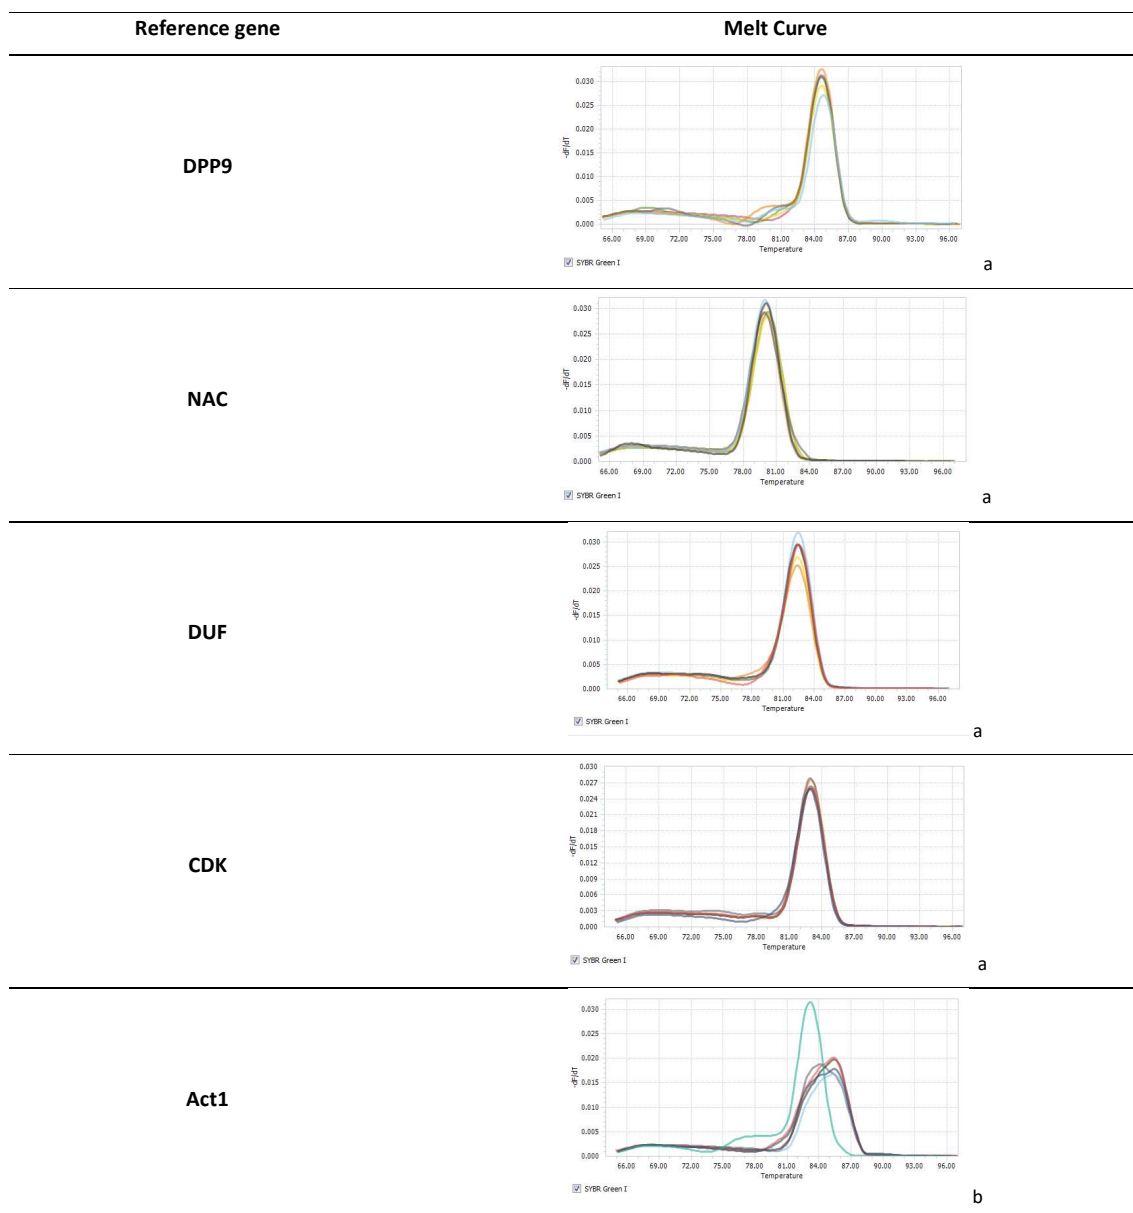 Reference gene Melt Curve
DPP9
0.030
0.025
0.020
0.015
0.010
0.005
0.000
-dF/dT
66.00 69.00 72.00 75.00 78.00 81.00 84.00 87.00 90.00 93.00 96.00
Temperature
SYBR Green I
a
NAC
0.030
0.025
0.020
0.015
0.010
0.005
0.000
-dF/dT
66.00 69.00 72.00 75.00 78.00 81.00 84.00 87.00 90.00 93.00 96.00
Temperature
SYBR Green I
a
DUF
0.030
0.025
0.020
0.015
0.010
0.005
0.000
-dF/dT
66.00 69.00 72.00 75.00 78.00 81.00 84.00 87.00 90.00 93.00 96.00
Temperature
SYBR Green I
a
CDK
0.030
0.027
0.024
0.021
0.018
0.015
0.012
0.009
0.006
0.003
0.000
-dF/dT
66.00 69.00 72.00 75.00 78.00 81.00 84.00 87.00 90.00 93.00 96.00
Temperature
SYBR Green I
a
Act1
0.030
0.025
0.020
0.015
0.010
0.005
0.000
-dF/dT
66.00 69.00 72.00 75.00 78.00 81.00 84.00 87.00 90.00 93.00 96.00
Temperature
SYBR Green I
b